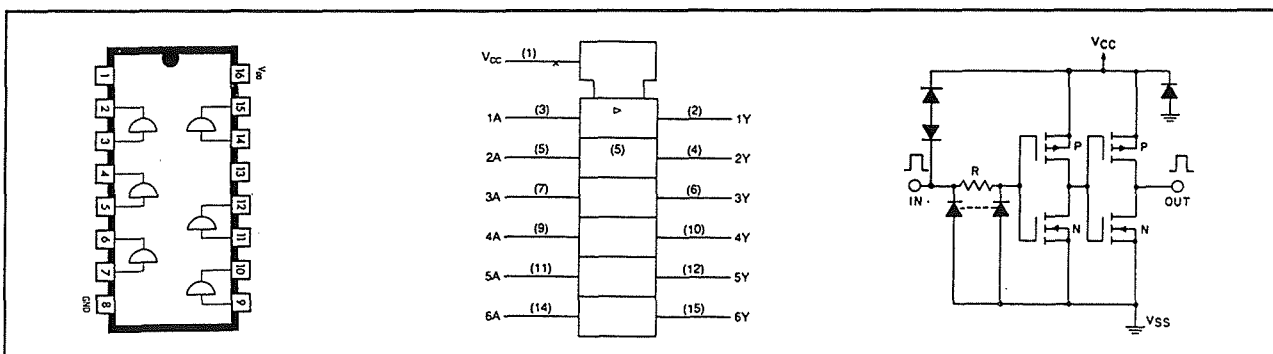 1
2
3
4
5
6
7
8
GND
16
15
14
13
12
11
10
9
VCC (1)
1A (3) (2) 1Y
2A (5) (5) (4) 2Y
3A (7) (6) 3Y
4A (9) (10) 4Y
5A (11) (12) 5Y
6A (14) (15) 6Y
VCC
P P
R
IN OUT
N N
VSS